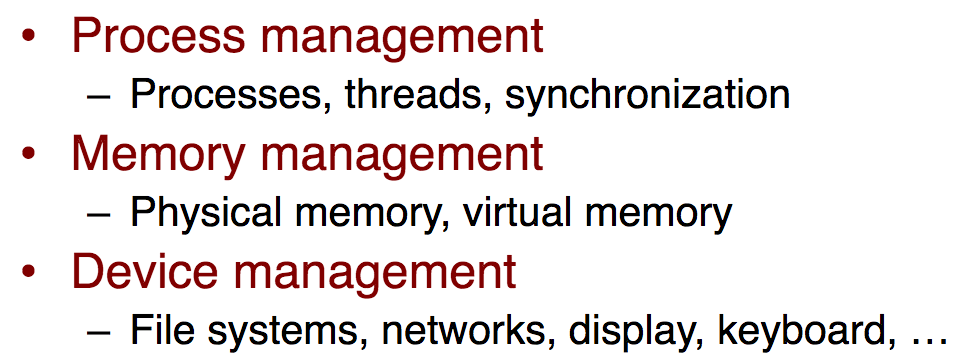 • Process management
– Processes, threads, synchronization
• Memory management
– Physical memory, virtual memory
• Device management
– File systems, networks, display, keyboard, …